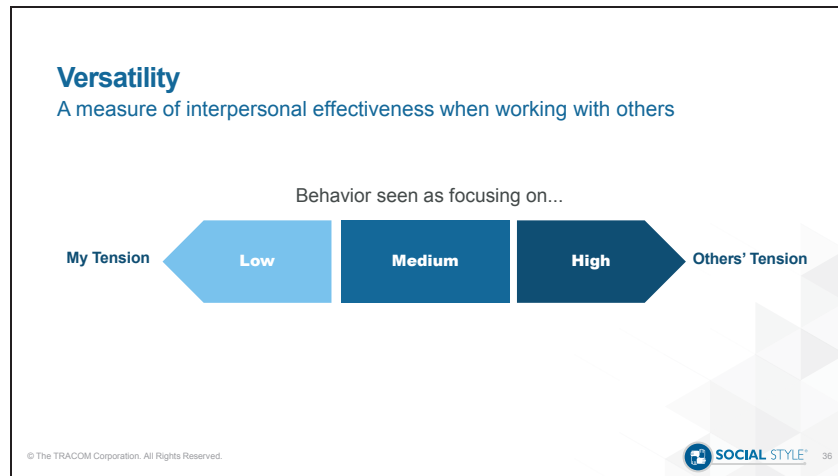 Versatility
A measure of interpersonal effectiveness when working with others
Behavior seen as focusing on...
My Tension
Low
Medium
High
Others' Tension
© The TRACOM Corporation. All Rights Reserved.
SOCIAL STYLE®
36